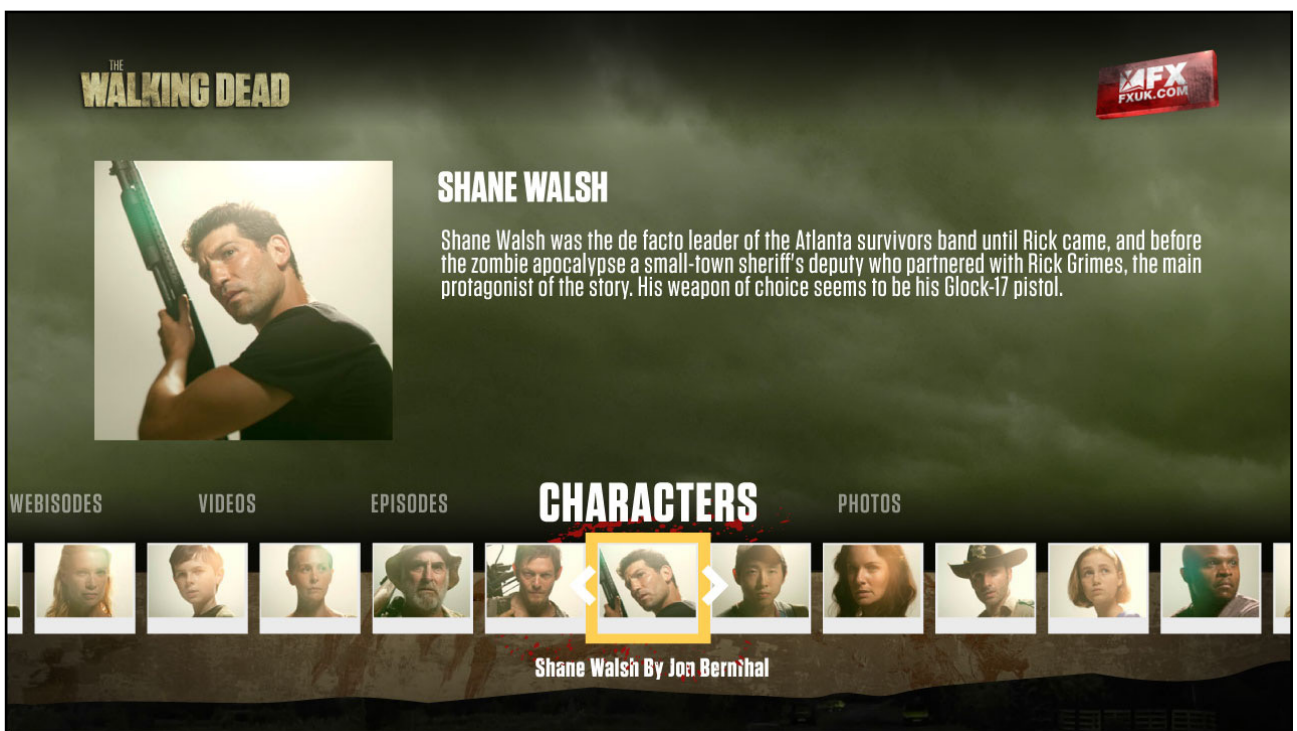 THE
WALKING DEAD
FX
FXUK.COM
SHANE WALSH
Shane Walsh was the de facto leader of the Atlanta survivors band until Rick came, and before
the zombie apocalypse a small-town sheriff's deputy who partnered with Rick Grimes, the main
protagonist of the story. His weapon of choice seems to be his Glock-17 pistol.
WEBISODES VIDEOS EPISODES CHARACTERS PHOTOS
Shane Walsh By Jon Bernthal